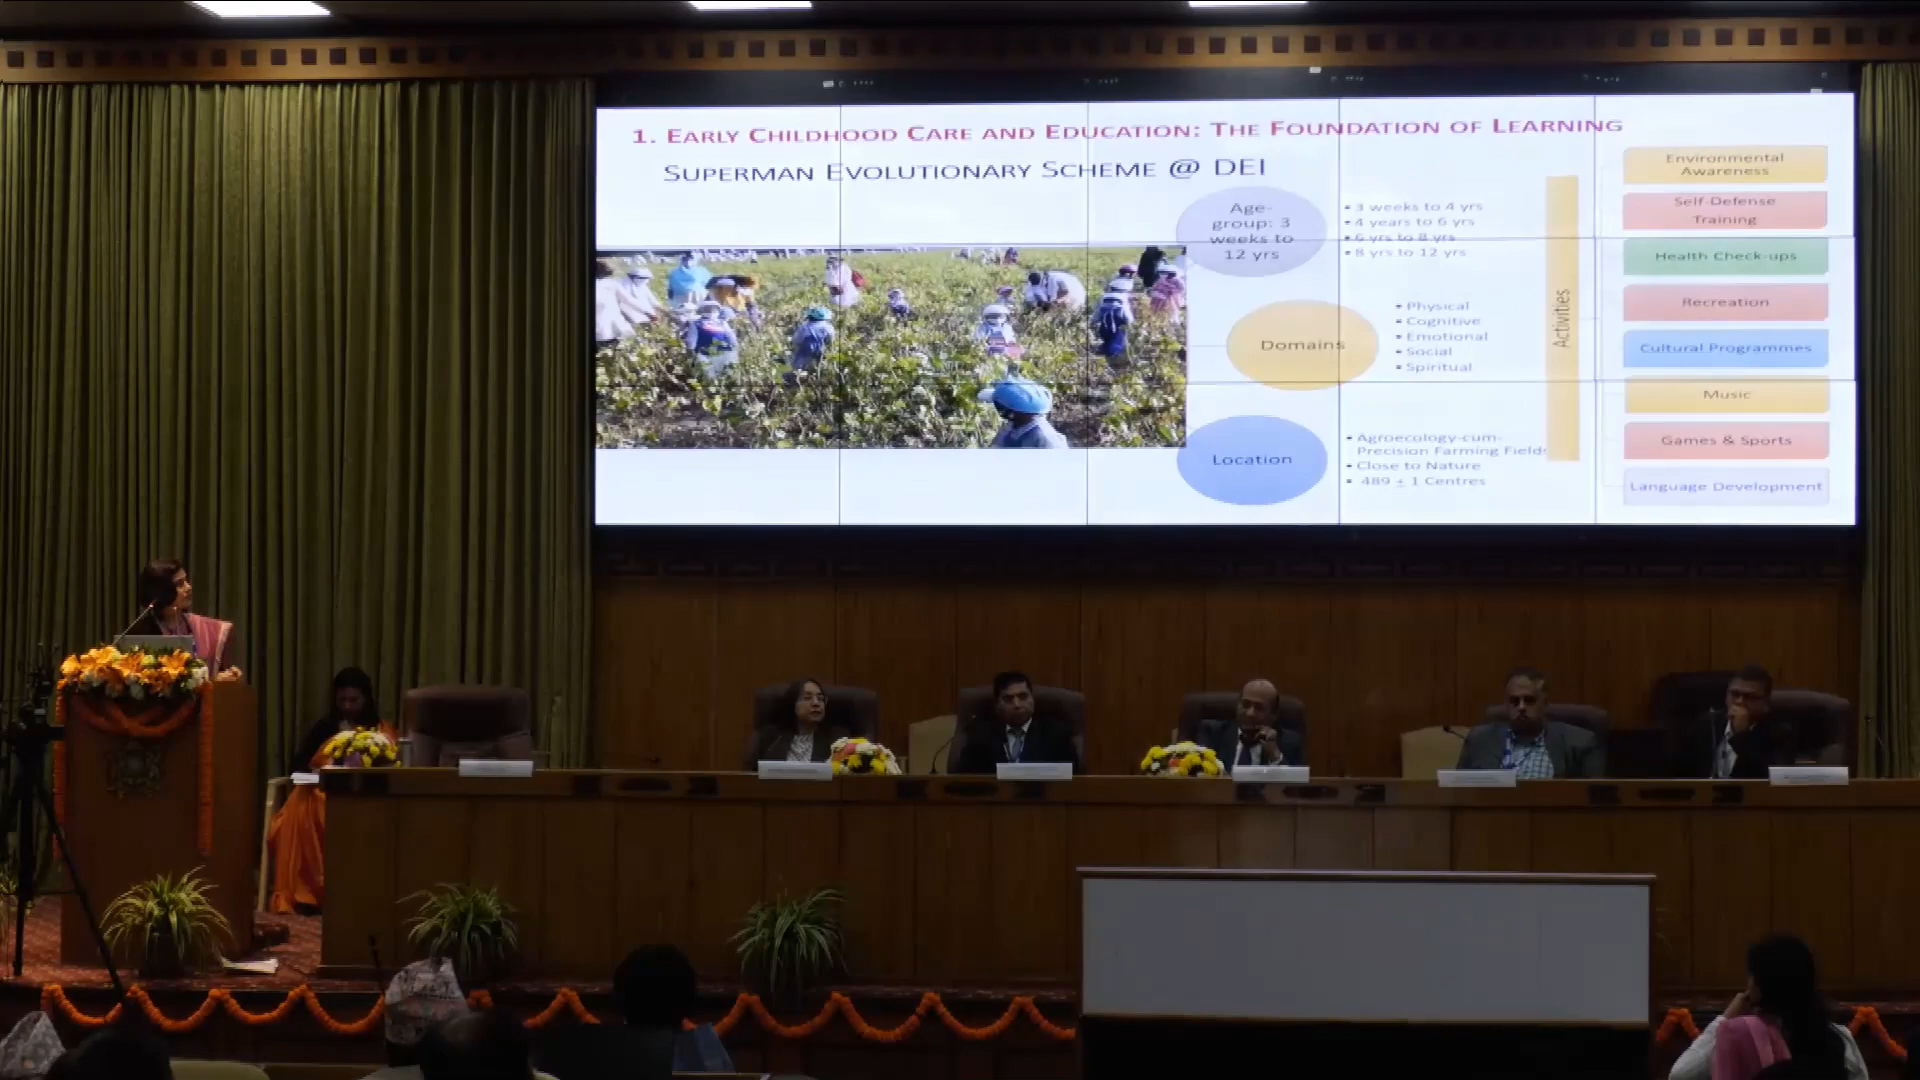 1. EARLY CHILDHOOD CARE AND EDUCATION: THE FOUNDATION OF LEARNING
SUPERMAN EVOLUTIONARY SCHEME @ DEI
Age-
group: 3
weeks to
12 yrs
• 3 weeks to 4 yrs
• 4 years to 6 yrs
• 6 yrs to 8 yrs
• 8 yrs to 12 yrs
Domains
• Physical
• Cognitive
• Emotional
• Social
• Spiritual
Location
• Agroecology-cum-
Precision Farming Fields
• Close to Nature
• 489 ± 1 Centres
Activities
Environmental
Awareness
Self-Defense
Training
Health Check-ups
Recreation
Cultural Programmes
Music
Games & Sports
Language Development